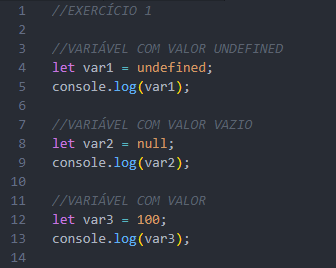 1 //EXERCÍCIO 1
2
3 //VARIÁVEL COM VALOR UNDEFINED
4 let var1 = undefined;
5 console.log(var1);
6
7 //VARIÁVEL COM VALOR VAZIO
8 let var2 = null;
9 console.log(var2);
10
11 //VARIÁVEL COM VALOR
12 let var3 = 100;
13 console.log(var3);
14